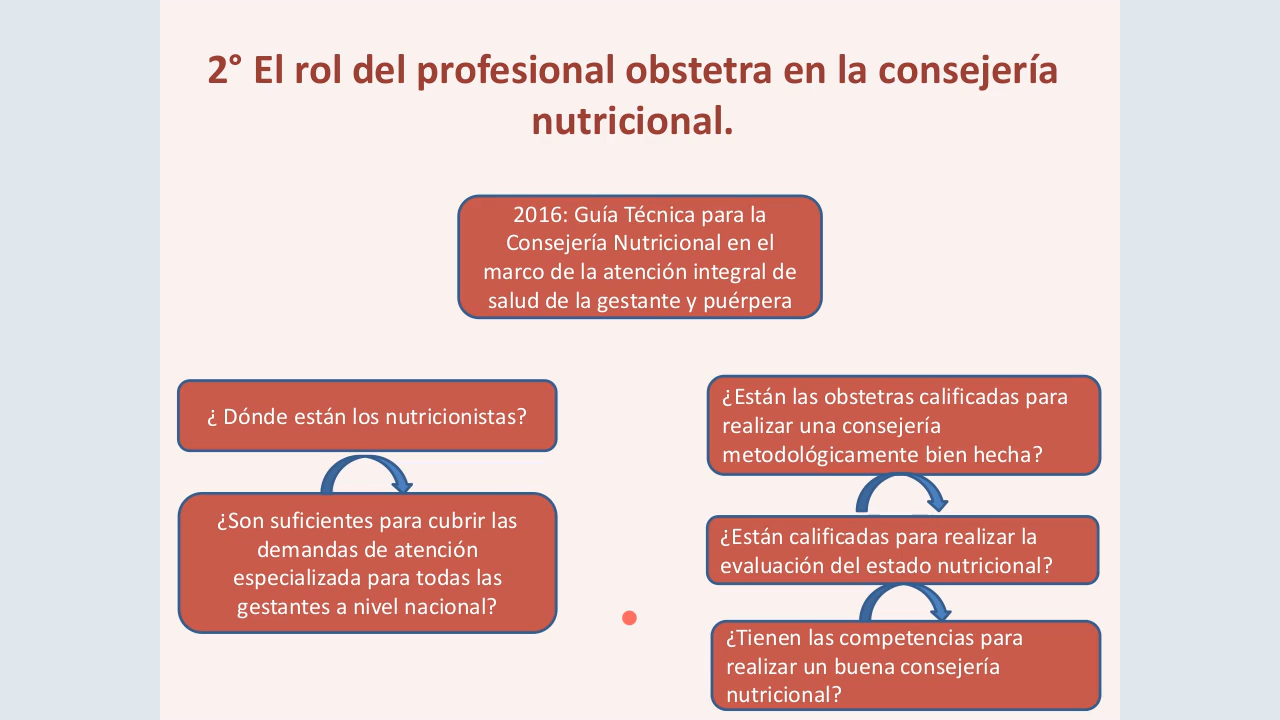 2° El rol del profesional obstetra en la consejería
nutricional.
2016: Guía Técnica para la
Consejería Nutricional en el
marco de la atención integral de
salud de la gestante y puérpera
¿ Dónde están los nutricionistas?
¿Son suficientes para cubrir las
demandas de atención
especializada para todas las
gestantes a nivel nacional?
¿Están las obstetras calificadas para
realizar una consejería
metodológicamente bien hecha?
¿Están calificadas para realizar la
evaluación del estado nutricional?
¿Tienen las competencias para
realizar un buena consejería
nutricional?